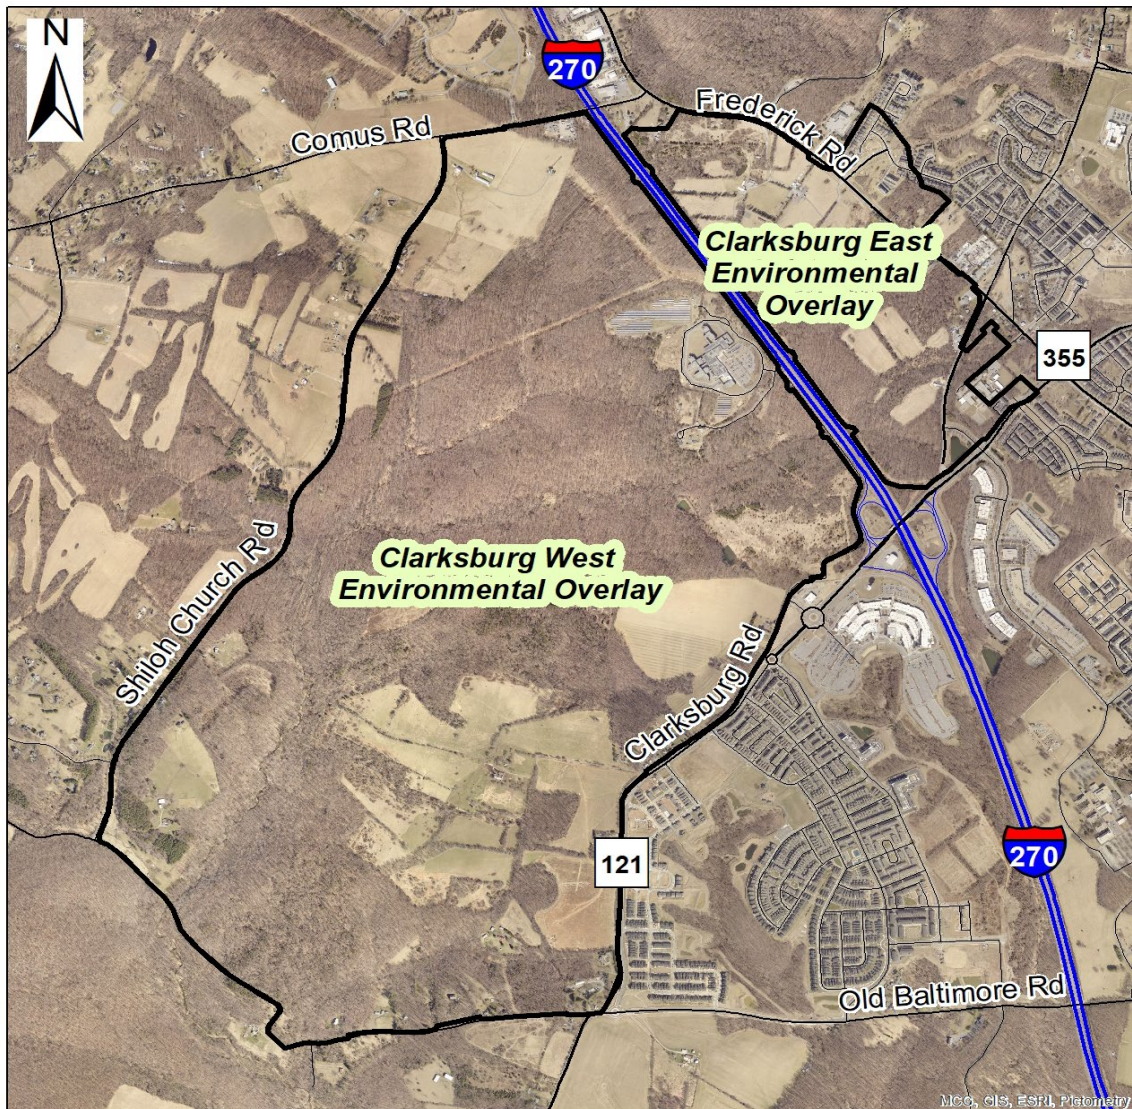 N
270
Comus Rd
Frederick Rd
Clarksburg East
Environmental
Overlay
355
Shiloh Church Rd
Clarksburg West
Environmental Overlay
Clarksburg Rd
121
270
Old Baltimore Rd
MCG, GIS, ESRI, Pictometry